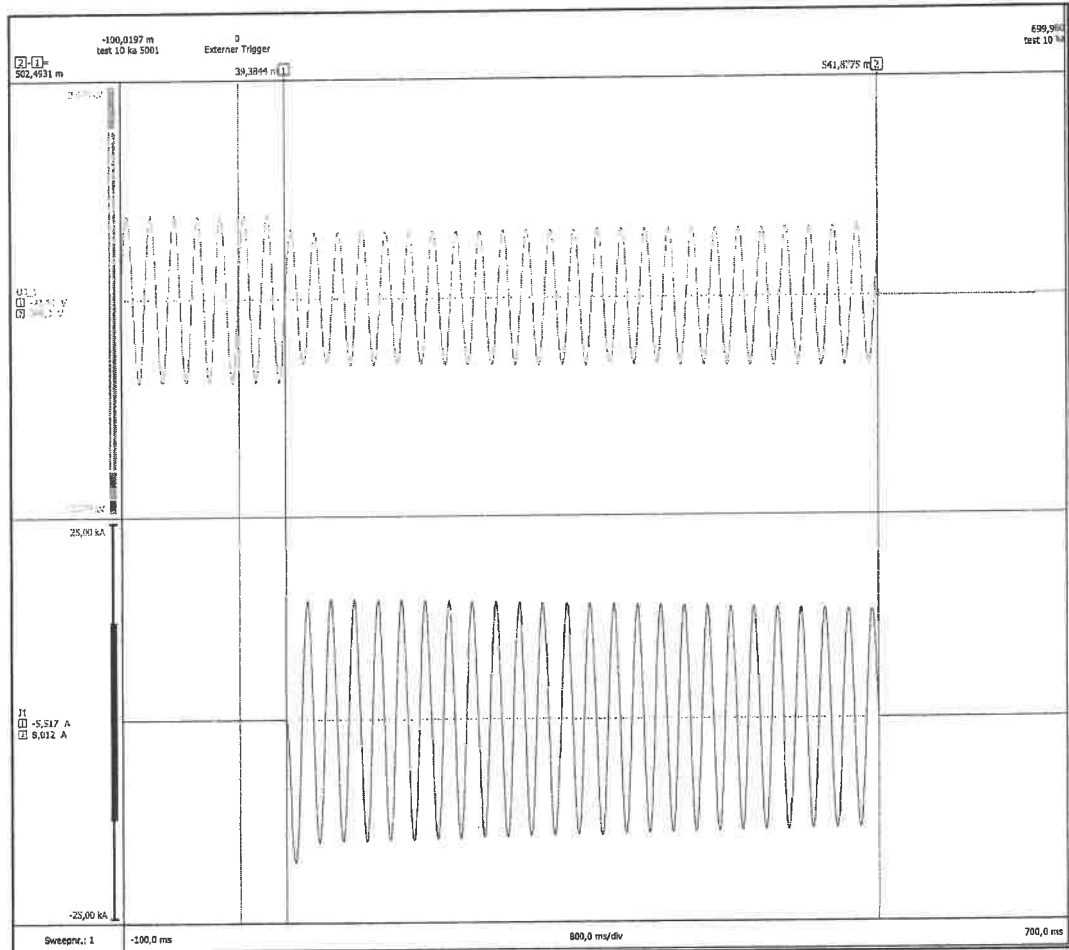 -100,0197 m
test 10 ka 5001
0
Externer Trigger
test 10
2-1=
502,4931 m
39,3844 m 1
541,8775 m 2
1
2
25,00 kA
J1
1 -5,517 A
2 8,012 A
-25,00 kA
Sweepnr.: 1
-100,0 ms
800,0 ms/div
700,0 ms